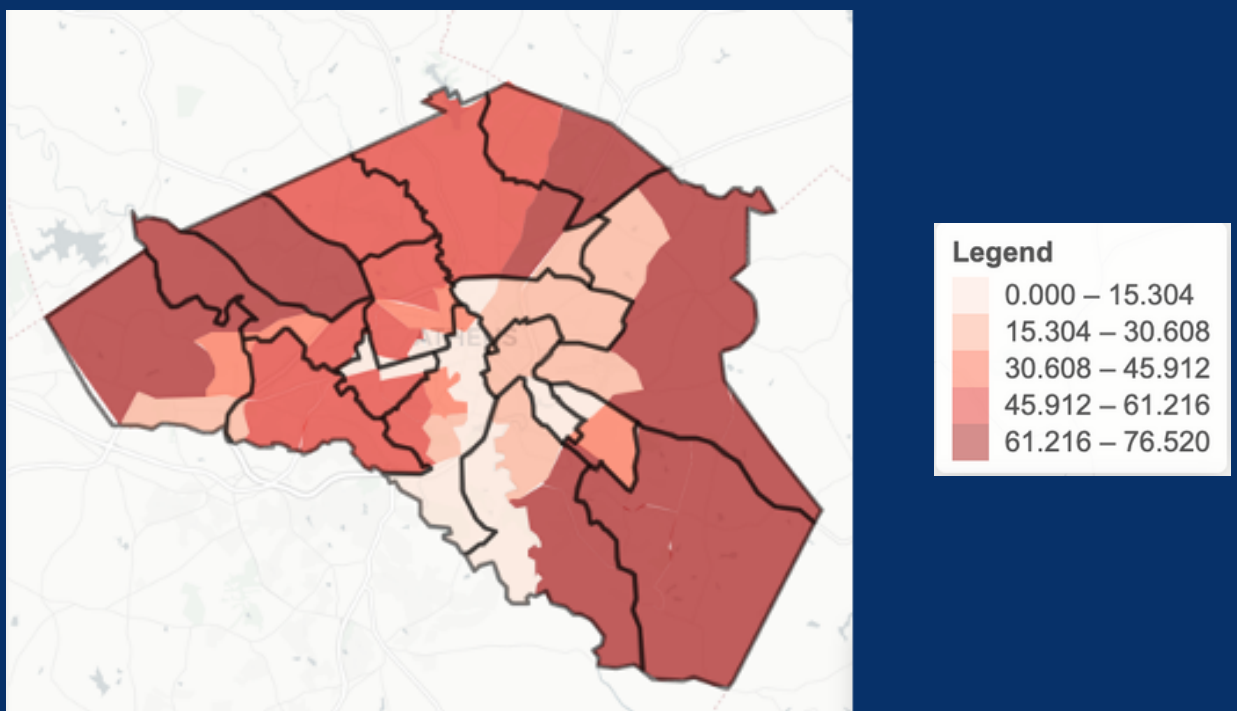 ATHENS
Legend
0.000 – 15.304
15.304 – 30.608
30.608 – 45.912
45.912 – 61.216
61.216 – 76.520